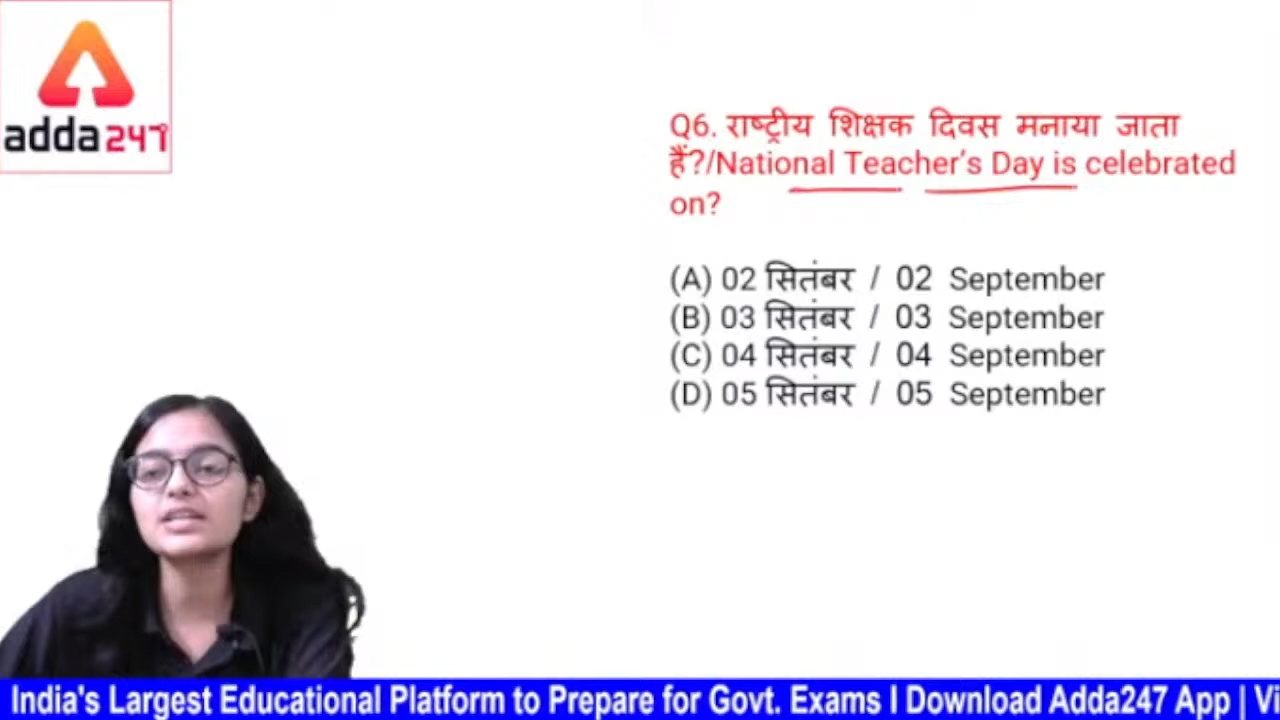 adda247
Q6. राष्ट्रीय शिक्षक दिवस मनाया जाता
हैं?/National Teacher's Day is celebrated
on?
(A) 02 सितंबर / 02 September
(B) 03 सितंबर / 03 September
(C) 04 सितंबर / 04 September
(D) 05 सितंबर / 05 September
India's Largest Educational Platform to Prepare for Govt. Exams I Download Adda247 App | Vi